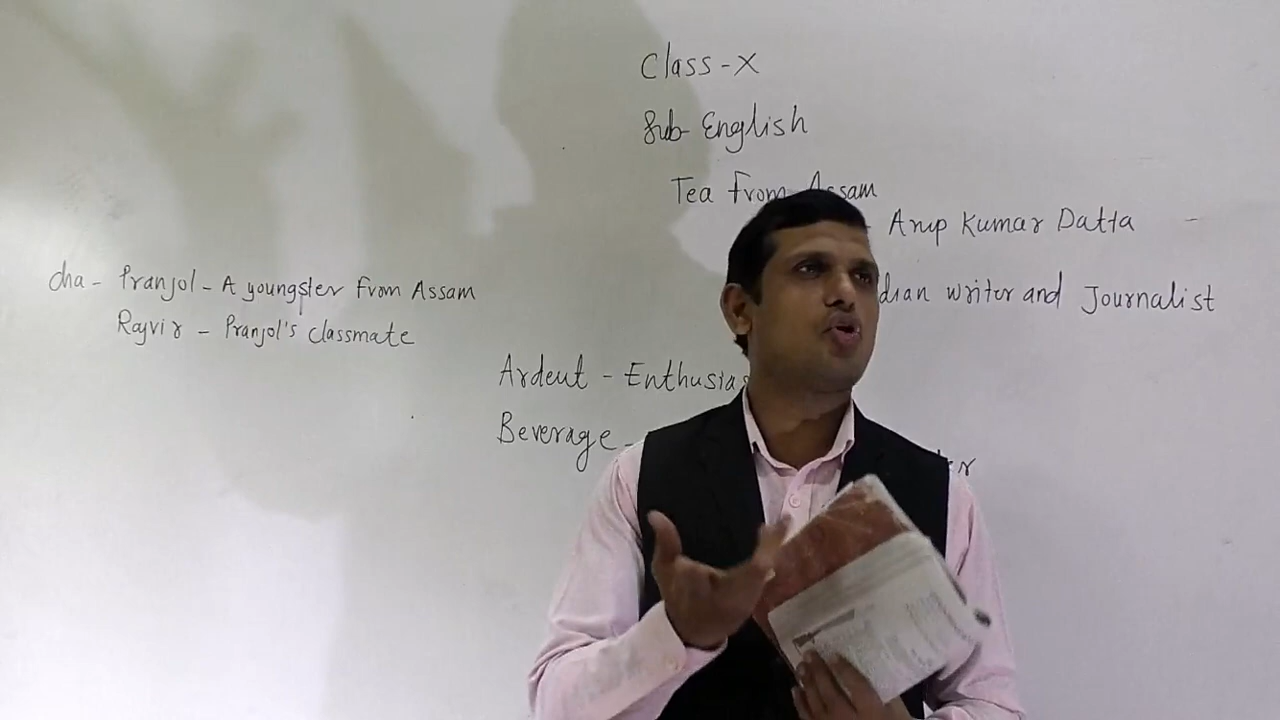 Class-X
Sub- English
Tea From Assam
Arup Kumar Datta
dian writer and Journalist
cha- Pranjol - A youngster from Assam
Rajvir - Pranjol's classmate
Ardent - Enthusias
Beverage -